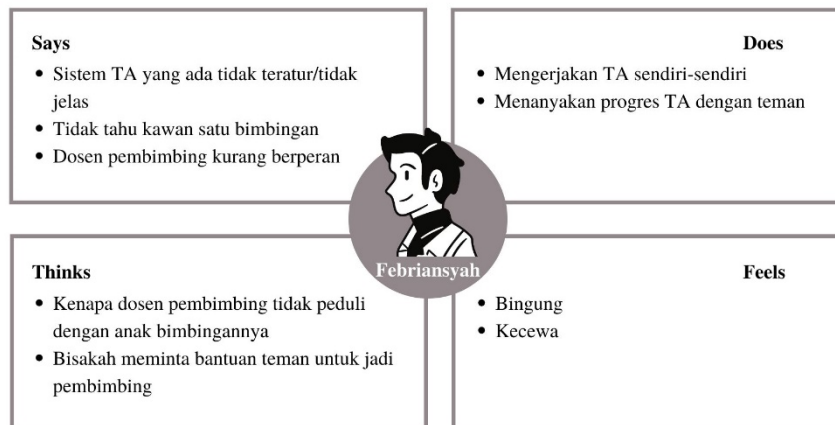 Says
• Sistem TA yang ada tidak teratur/tidak
jelas
• Tidak tahu kawan satu bimbingan
• Dosen pembimbing kurang berperan
Does
• Mengerjakan TA sendiri-sendiri
• Menanyakan progres TA dengan teman
Febriansyah
Thinks
• Kenapa dosen pembimbing tidak peduli
dengan anak bimbingannya
• Bisakah meminta bantuan teman untuk jadi
pembimbing
Feels
• Bingung
• Kecewa